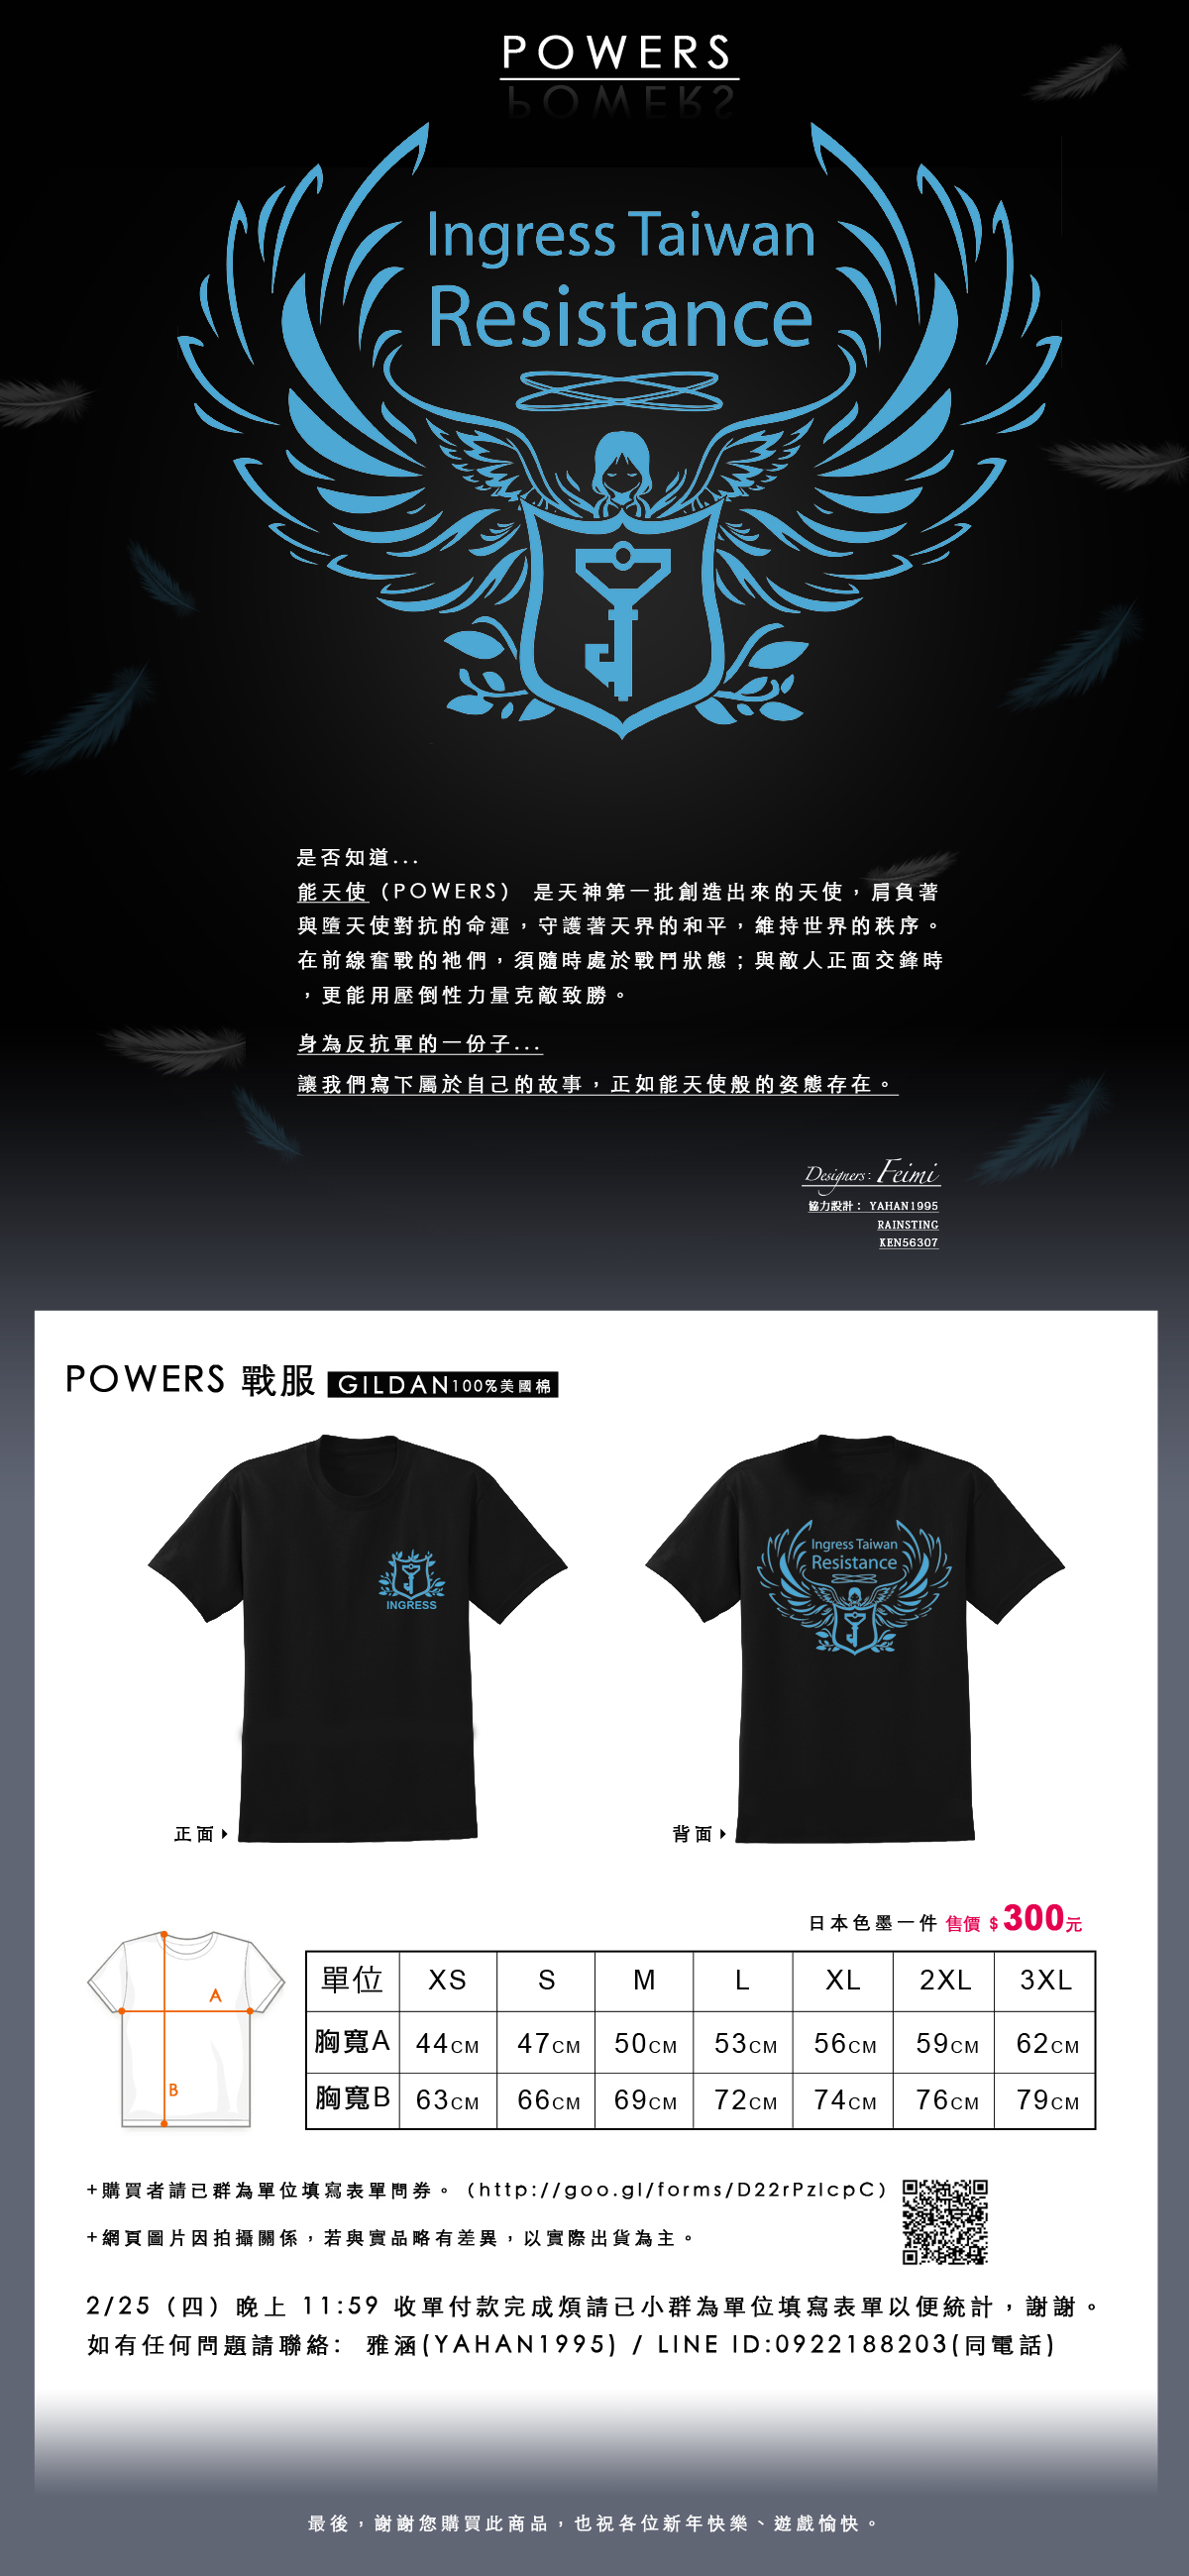 POWERS
Ingress Taiwan
Resistance
是否知道...
能天使（POWERS） 是天神第一批創造出來的天使，肩負著
與墮天使對抗的命運，守護著天界的和平，維持世界的秩序。
在前線奮戰的祂們，須隨時處於戰鬥狀態；與敵人正面交鋒時
，更能用壓倒性力量克敵致勝。
身為反抗軍的一份子...
讓我們寫下屬於自己的故事，正如能天使般的姿態存在。
Designers: Feimi
協力設計： YAHAN1995
RAINSTING
KEN56307
POWERS 戰服 GILDAN100%美國棉
INGRESS
Ingress Taiwan
Resistance
正面
背面
日本色墨一件 售價 $300元
A
B
單位 XS S M L XL 2XL 3XL
胸寬A 44CM 47CM 50CM 53CM 56CM 59CM 62CM
胸寬B 63CM 66CM 69CM 72CM 74CM 76CM 79CM
+購買者請已群為單位填寫表單問券。（http://goo.gl/forms/D22rPzIcpC）
+網頁圖片因拍攝關係，若與實品略有差異，以實際出貨為主。
2/25（四）晚上 11:59 收單付款完成煩請已小群為單位填寫表單以便統計，謝謝。
如有任何問題請聯絡: 雅涵(YAHAN1995) / LINE ID:0922188203(同電話)
最後，謝謝您購買此商品，也祝各位新年快樂、遊戲愉快。